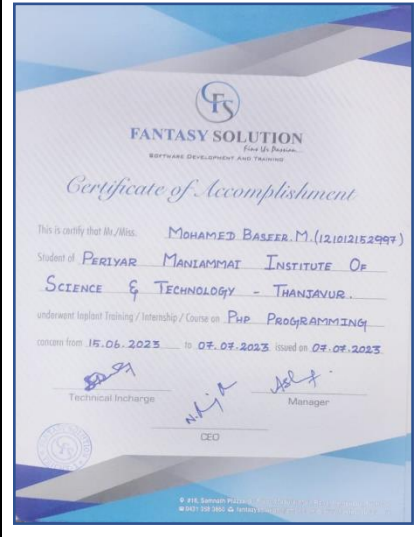 FS
FANTASY SOLUTION
Fine Ur Passion...
SOFTWARE DEVELOPMENT AND TRAINING
Certificate of Accomplishment
This is certify that Mr./Miss. MOHAMED BASEER.M.(121012152997)
Student of PERIYAR MANIAMMAI INSTITUTE OF
SCIENCE & TECHNOLOGY - THANJAVUR.
underwent Inplant Training / Internship / Course on PHP PROGRAMMING
concern from 15.06.2023 to 07.07.2023 issued on 07.07.2023
Technical Incharge
Manager
CEO